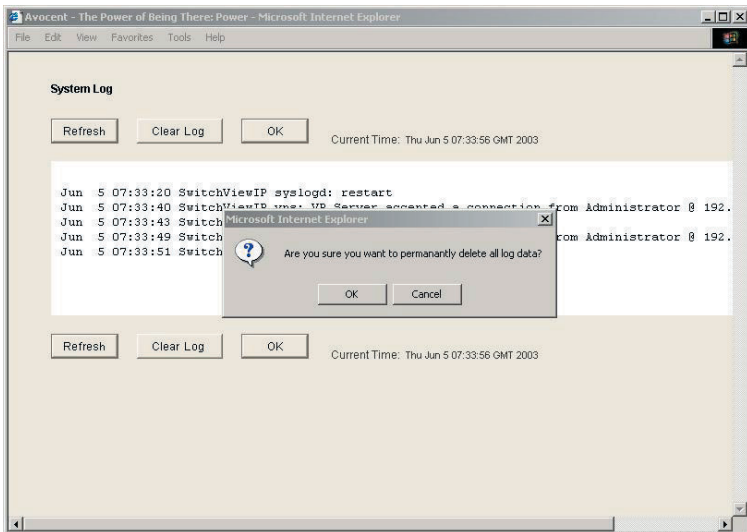 Avocent - The Power of Being There: Power - Microsoft Internet Explorer
File Edit View Favorites Tools Help
System Log
Refresh Clear Log OK Current Time: Thu Jun 5 07:33:56 GMT 2003
Jun 5 07:33:20 SwitchViewIP syslogd: restart
Jun 5 07:33:40 SwitchViewIP VP Server accepted a connection from Administrator @ 192.
Jun 5 07:33:43 Switch
Jun 5 07:33:49 Switch rom Administrator @ 192.
Jun 5 07:33:51 Switch
Microsoft Internet Explorer
Are you sure you want to permanantly delete all log data?
OK Cancel
Refresh Clear Log OK Current Time: Thu Jun 5 07:33:56 GMT 2003